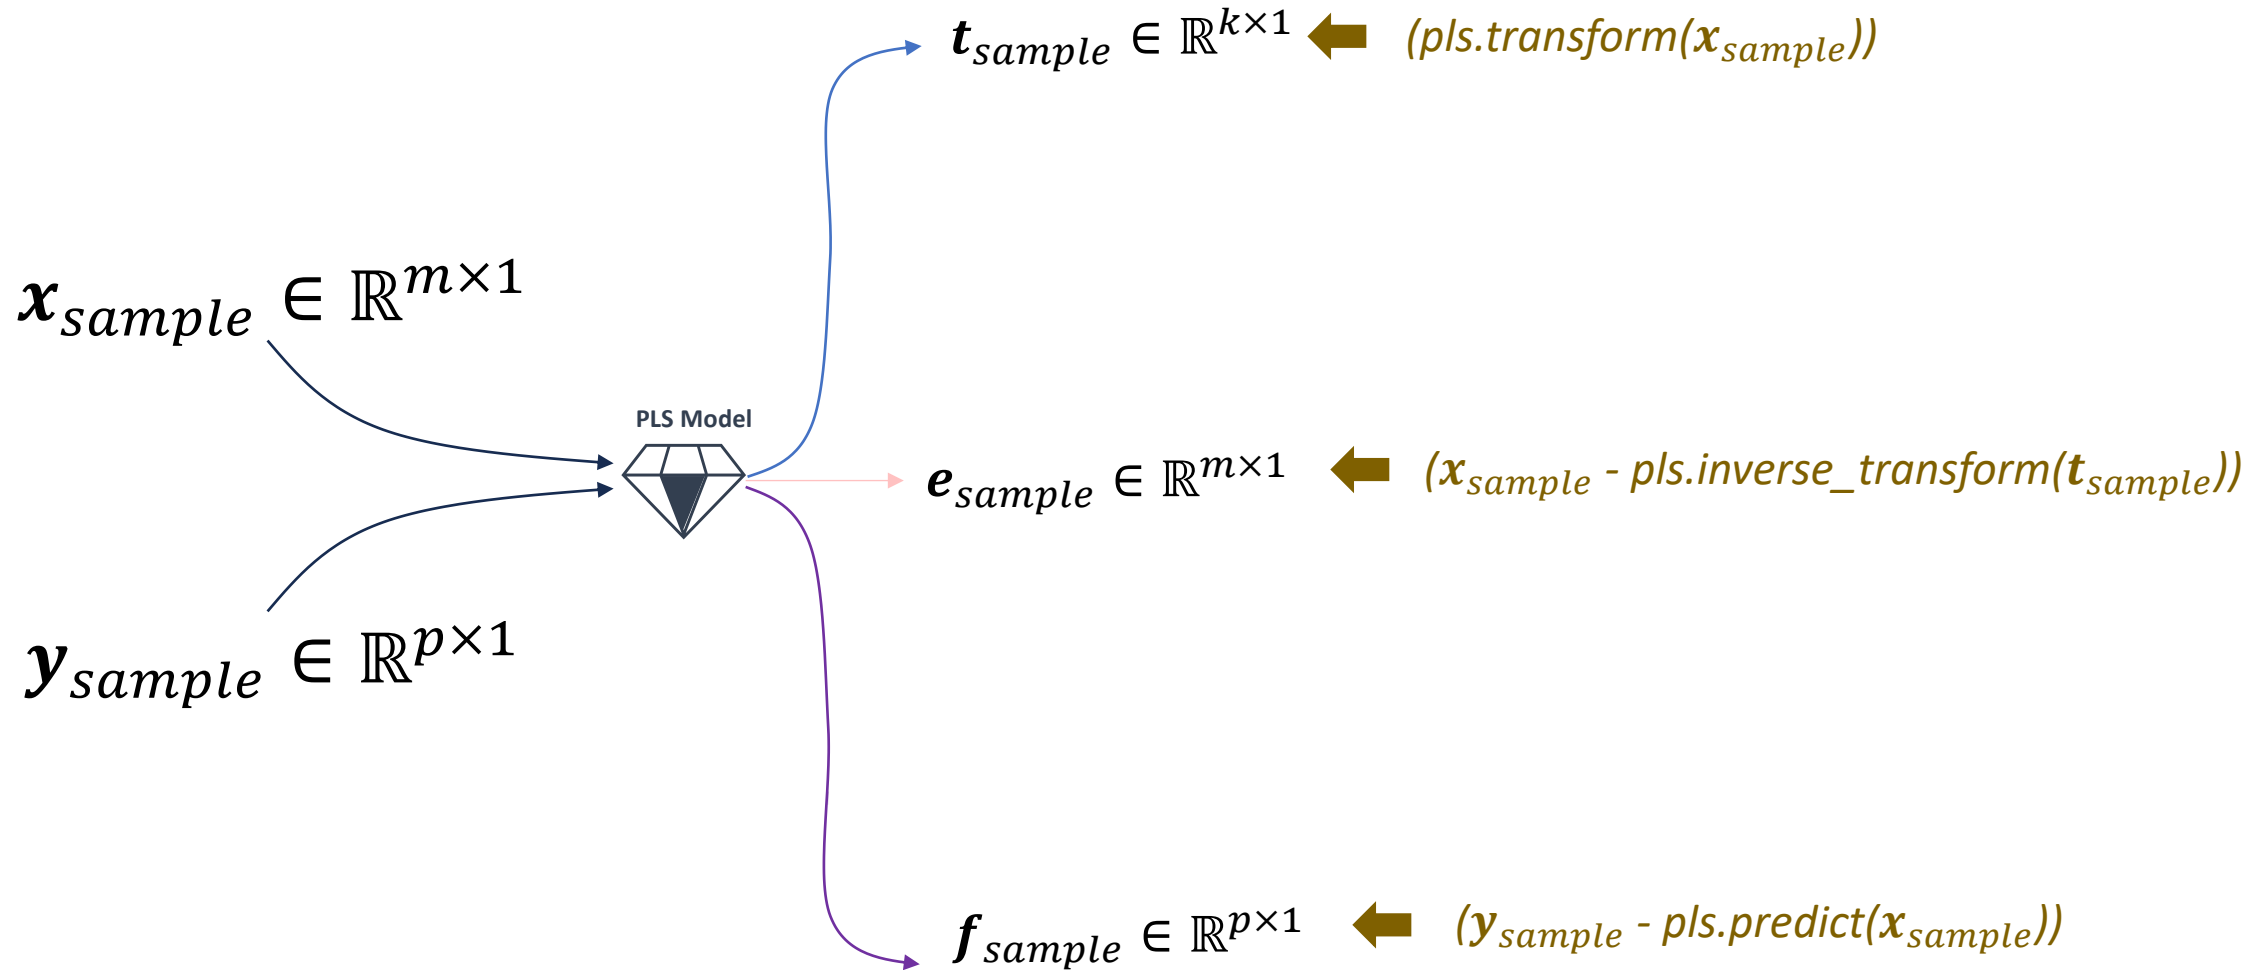 𝒕_sample ∈ ℝ^k×1 (pls.transform(𝒙_sample))
𝒙_sample ∈ ℝ^m×1
PLS Model
𝒆_sample ∈ ℝ^m×1 (𝒙_sample - pls.inverse_transform(𝒕_sample))
𝒚_sample ∈ ℝ^p×1
𝒇_sample ∈ ℝ^p×1 (𝒚_sample - pls.predict(𝒙_sample))